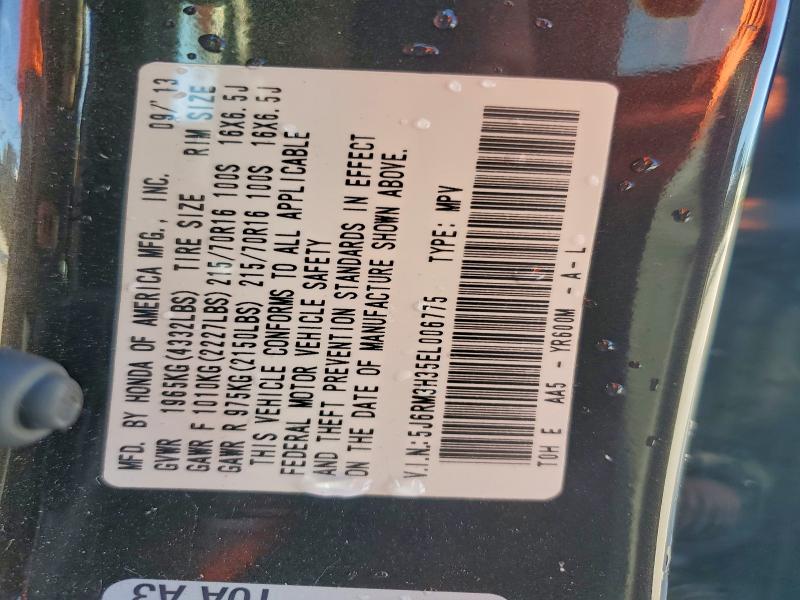 MFD. BY HONDA OF AMERICA MFG., INC. 09/'13
GVWR 1965KG(4332LBS) TIRE SIZE RIM SIZE
GAWR F 1010KG(2227LBS) 215/70R16 100S 16X6.5J
GAWR R 975KG(2150LBS) 215/70R16 100S 16X6.5J
THIS VEHICLE CONFORMS TO ALL APPLICABLE
FEDERAL MOTOR VEHICLE SAFETY
AND THEFT PREVENTION STANDARDS IN EFFECT
ON THE DATE OF MANUFACTURE SHOWN ABOVE.
V.I.N.:5J6RM3H35EL006775 TYPE: MPV
T0H E AA5 - YR600M - A - L
T0A A3